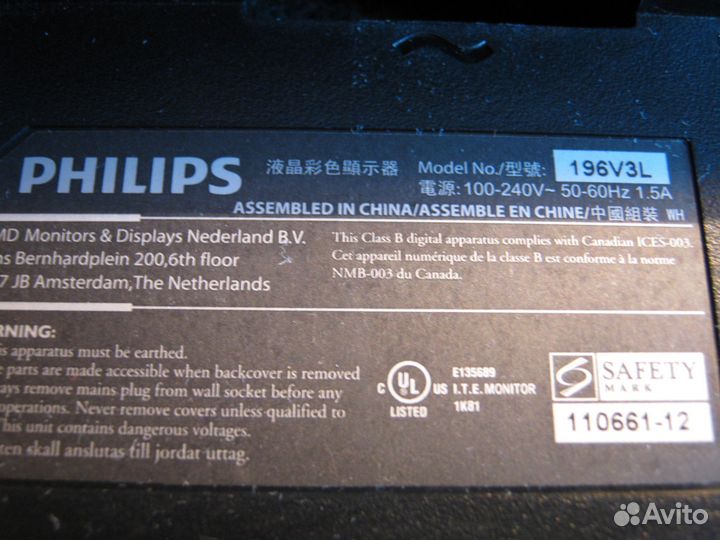 PHILIPS 液晶彩色顯示器 Model No./型號: 196V3L
電源: 100-240V~ 50-60Hz 1.5A
ASSEMBLED IN CHINA/ASSEMBLE EN CHINE/中國組裝 WH
MD Monitors & Displays Nederland B.V.
ns Bernhardplein 200,6th floor
7 JB Amsterdam,The Netherlands
This Class B digital apparatus complies with Canadian ICES-003.
Cet appareil numérique de la classe B est conforme à la norme
NMB-003 du Canada.
RNING:
is apparatus must be earthed.
e parts are made accessible when backcover is removed
ays remove mains plug from wall socket before any
operations. Never remove covers unless qualified to
This unit contains dangerous voltages.
ten skall anslutas till jordat uttag.
C UL US
LISTED
E135689
I.T.E. MONITOR
1K81
S SAFETY
MARK
110661-12
Avito